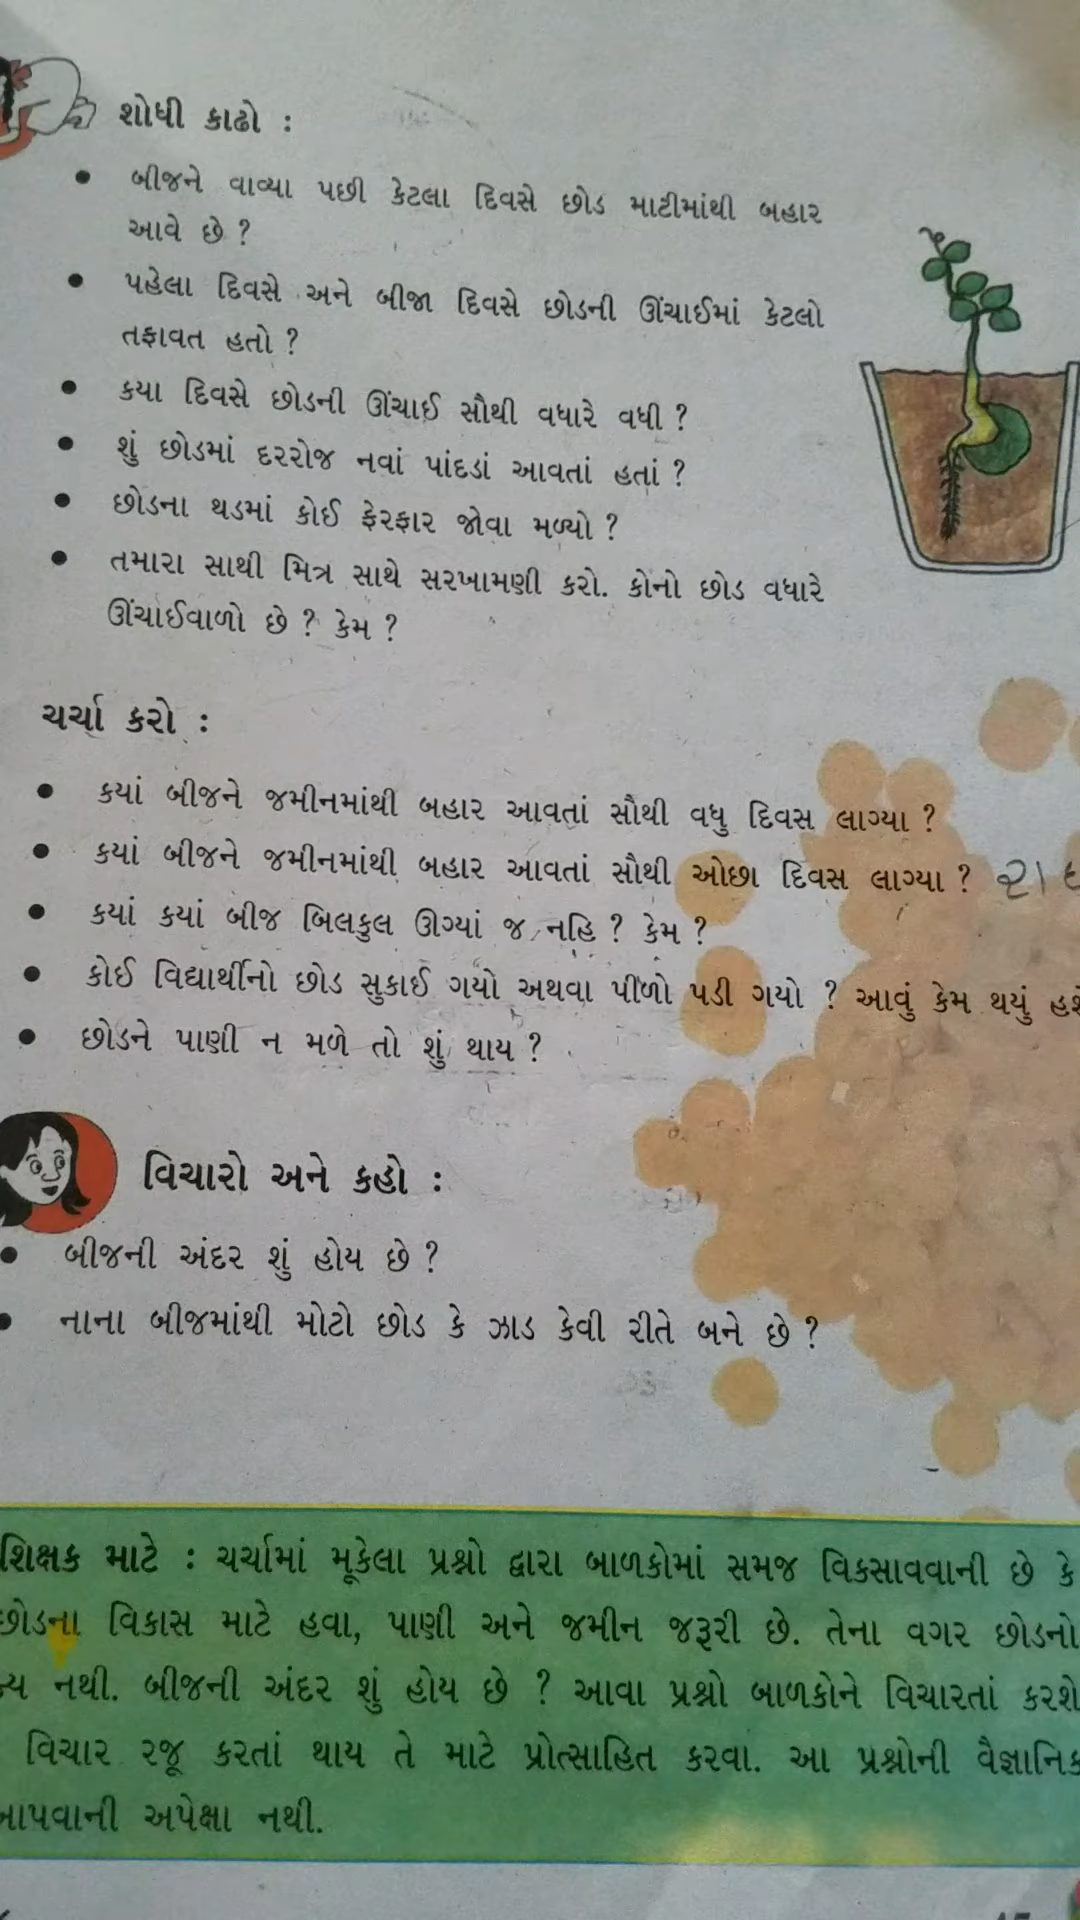 શોધી કાઢો :
• બીજને વાવ્યા પછી કેટલા દિવસે છોડ માટીમાંથી બહાર
આવે છે ?
• પહેલા દિવસે અને બીજા દિવસે છોડની ઊંચાઈમાં કેટલો
તફાવત હતો ?
• કયા દિવસે છોડની ઊંચાઈ સૌથી વધારે વધી ?
• શું છોડમાં દરરોજ નવાં પાંદડાં આવતાં હતાં ?
• છોડના થડમાં કોઈ ફેરફાર જોવા મળ્યો ?
• તમારા સાથી મિત્ર સાથે સરખામણી કરો. કોનો છોડ વધારે
ઊંચાઈવાળો છે ? કેમ ?
ચર્ચા કરો :
• કયાં બીજને જમીનમાંથી બહાર આવતાં સૌથી વધુ દિવસ લાગ્યા ?
• કયાં બીજને જમીનમાંથી બહાર આવતાં સૌથી ઓછા દિવસ લાગ્યા ?
• કયાં કયાં બીજ બિલકુલ ઊગ્યાં જ નહિ ? કેમ ?
• કોઈ વિદ્યાર્થીનો છોડ સુકાઈ ગયો અથવા પીળો પડી ગયો ? આવું કેમ થયું હશે
• છોડને પાણી ન મળે તો શું થાય ?
વિચારો અને કહો :
• બીજની અંદર શું હોય છે ?
• નાના બીજમાંથી મોટો છોડ કે ઝાડ કેવી રીતે બને છે ?
શિક્ષક માટે : ચર્ચામાં મૂકેલા પ્રશ્નો દ્વારા બાળકોમાં સમજ વિકસાવવાની છે કે
છોડના વિકાસ માટે હવા, પાણી અને જમીન જરૂરી છે. તેના વગર છોડનો
નથી. બીજની અંદર શું હોય છે ? આવા પ્રશ્નો બાળકોને વિચારતાં કરશે
વિચાર રજૂ કરતાં થાય તે માટે પ્રોત્સાહિત કરવા. આ પ્રશ્નોની વૈજ્ઞાનિક
આપવાની અપેક્ષા નથી.